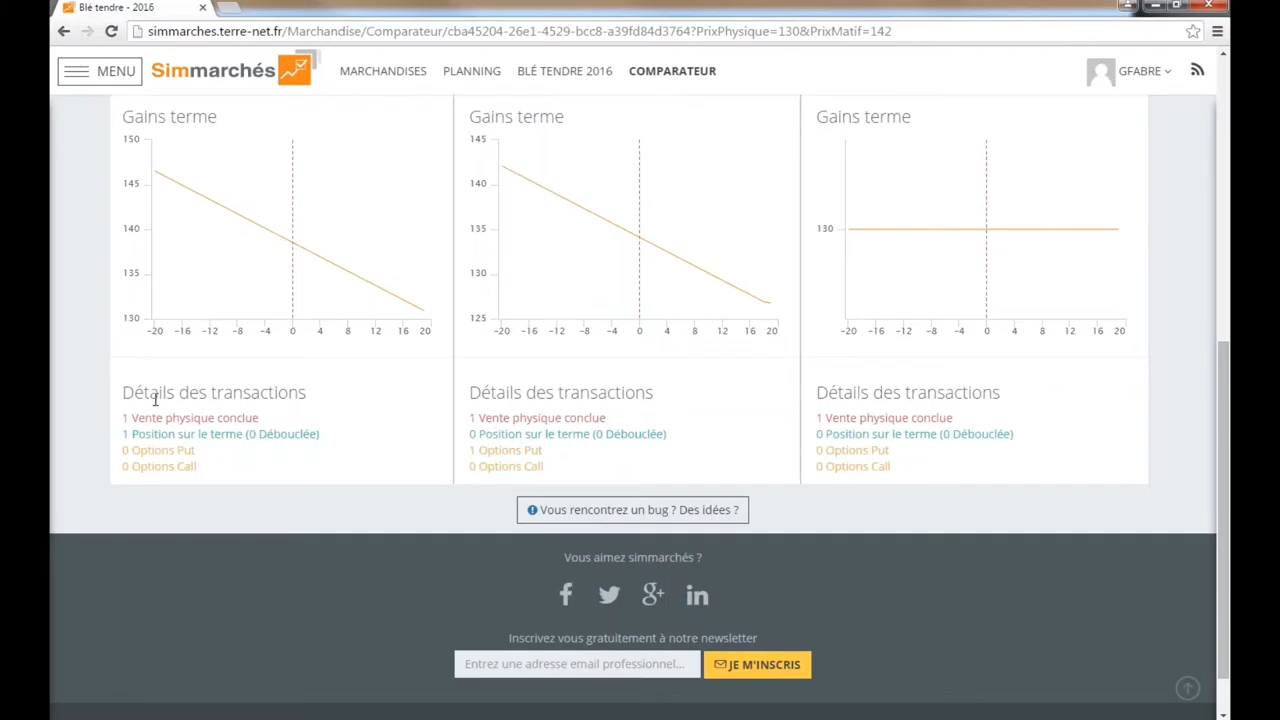 Blé tendre - 2016
simmarches.terre-net.fr/Marchandise/Comparateur/cba45204-26e1-4529-bcc8-a39fd84d3764?PrixPhysique=130&PrixMatif=142
MENU Simmarchés MARCHANDISES PLANNING BLÉ TENDRE 2016 COMPARATEUR GFABRE
Gains terme
150
145
140
135
130
-20 -16 -12 -8 -4 0 4 8 12 16 20
Détails des transactions
1 Vente physique conclue
1 Position sur le terme (0 Débouclée)
0 Options Put
0 Options Call
Gains terme
145
140
135
130
125
-20 -16 -12 -8 -4 0 4 8 12 16 20
Détails des transactions
1 Vente physique conclue
0 Position sur le terme (0 Débouclée)
1 Options Put
0 Options Call
Gains terme
130
-20 -16 -12 -8 -4 0 4 8 12 16 20
Détails des transactions
1 Vente physique conclue
0 Position sur le terme (0 Débouclée)
0 Options Put
0 Options Call
Vous rencontrez un bug ? Des idées ?
Vous aimez simmarchés ?
Inscrivez vous gratuitement à notre newsletter
Entrez une adresse email professionnel...
JE M'INSCRIS